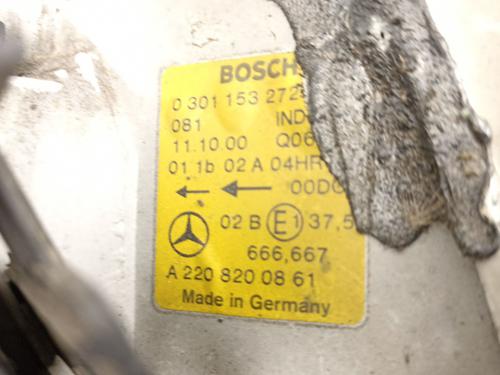 BOSCH
0 301 153 272
081 IND
11.10.00 Q06
01 1b 02 A 04HR
00DC
02 B E1 37,5
666,667
A 220 820 08 61
Made in Germany